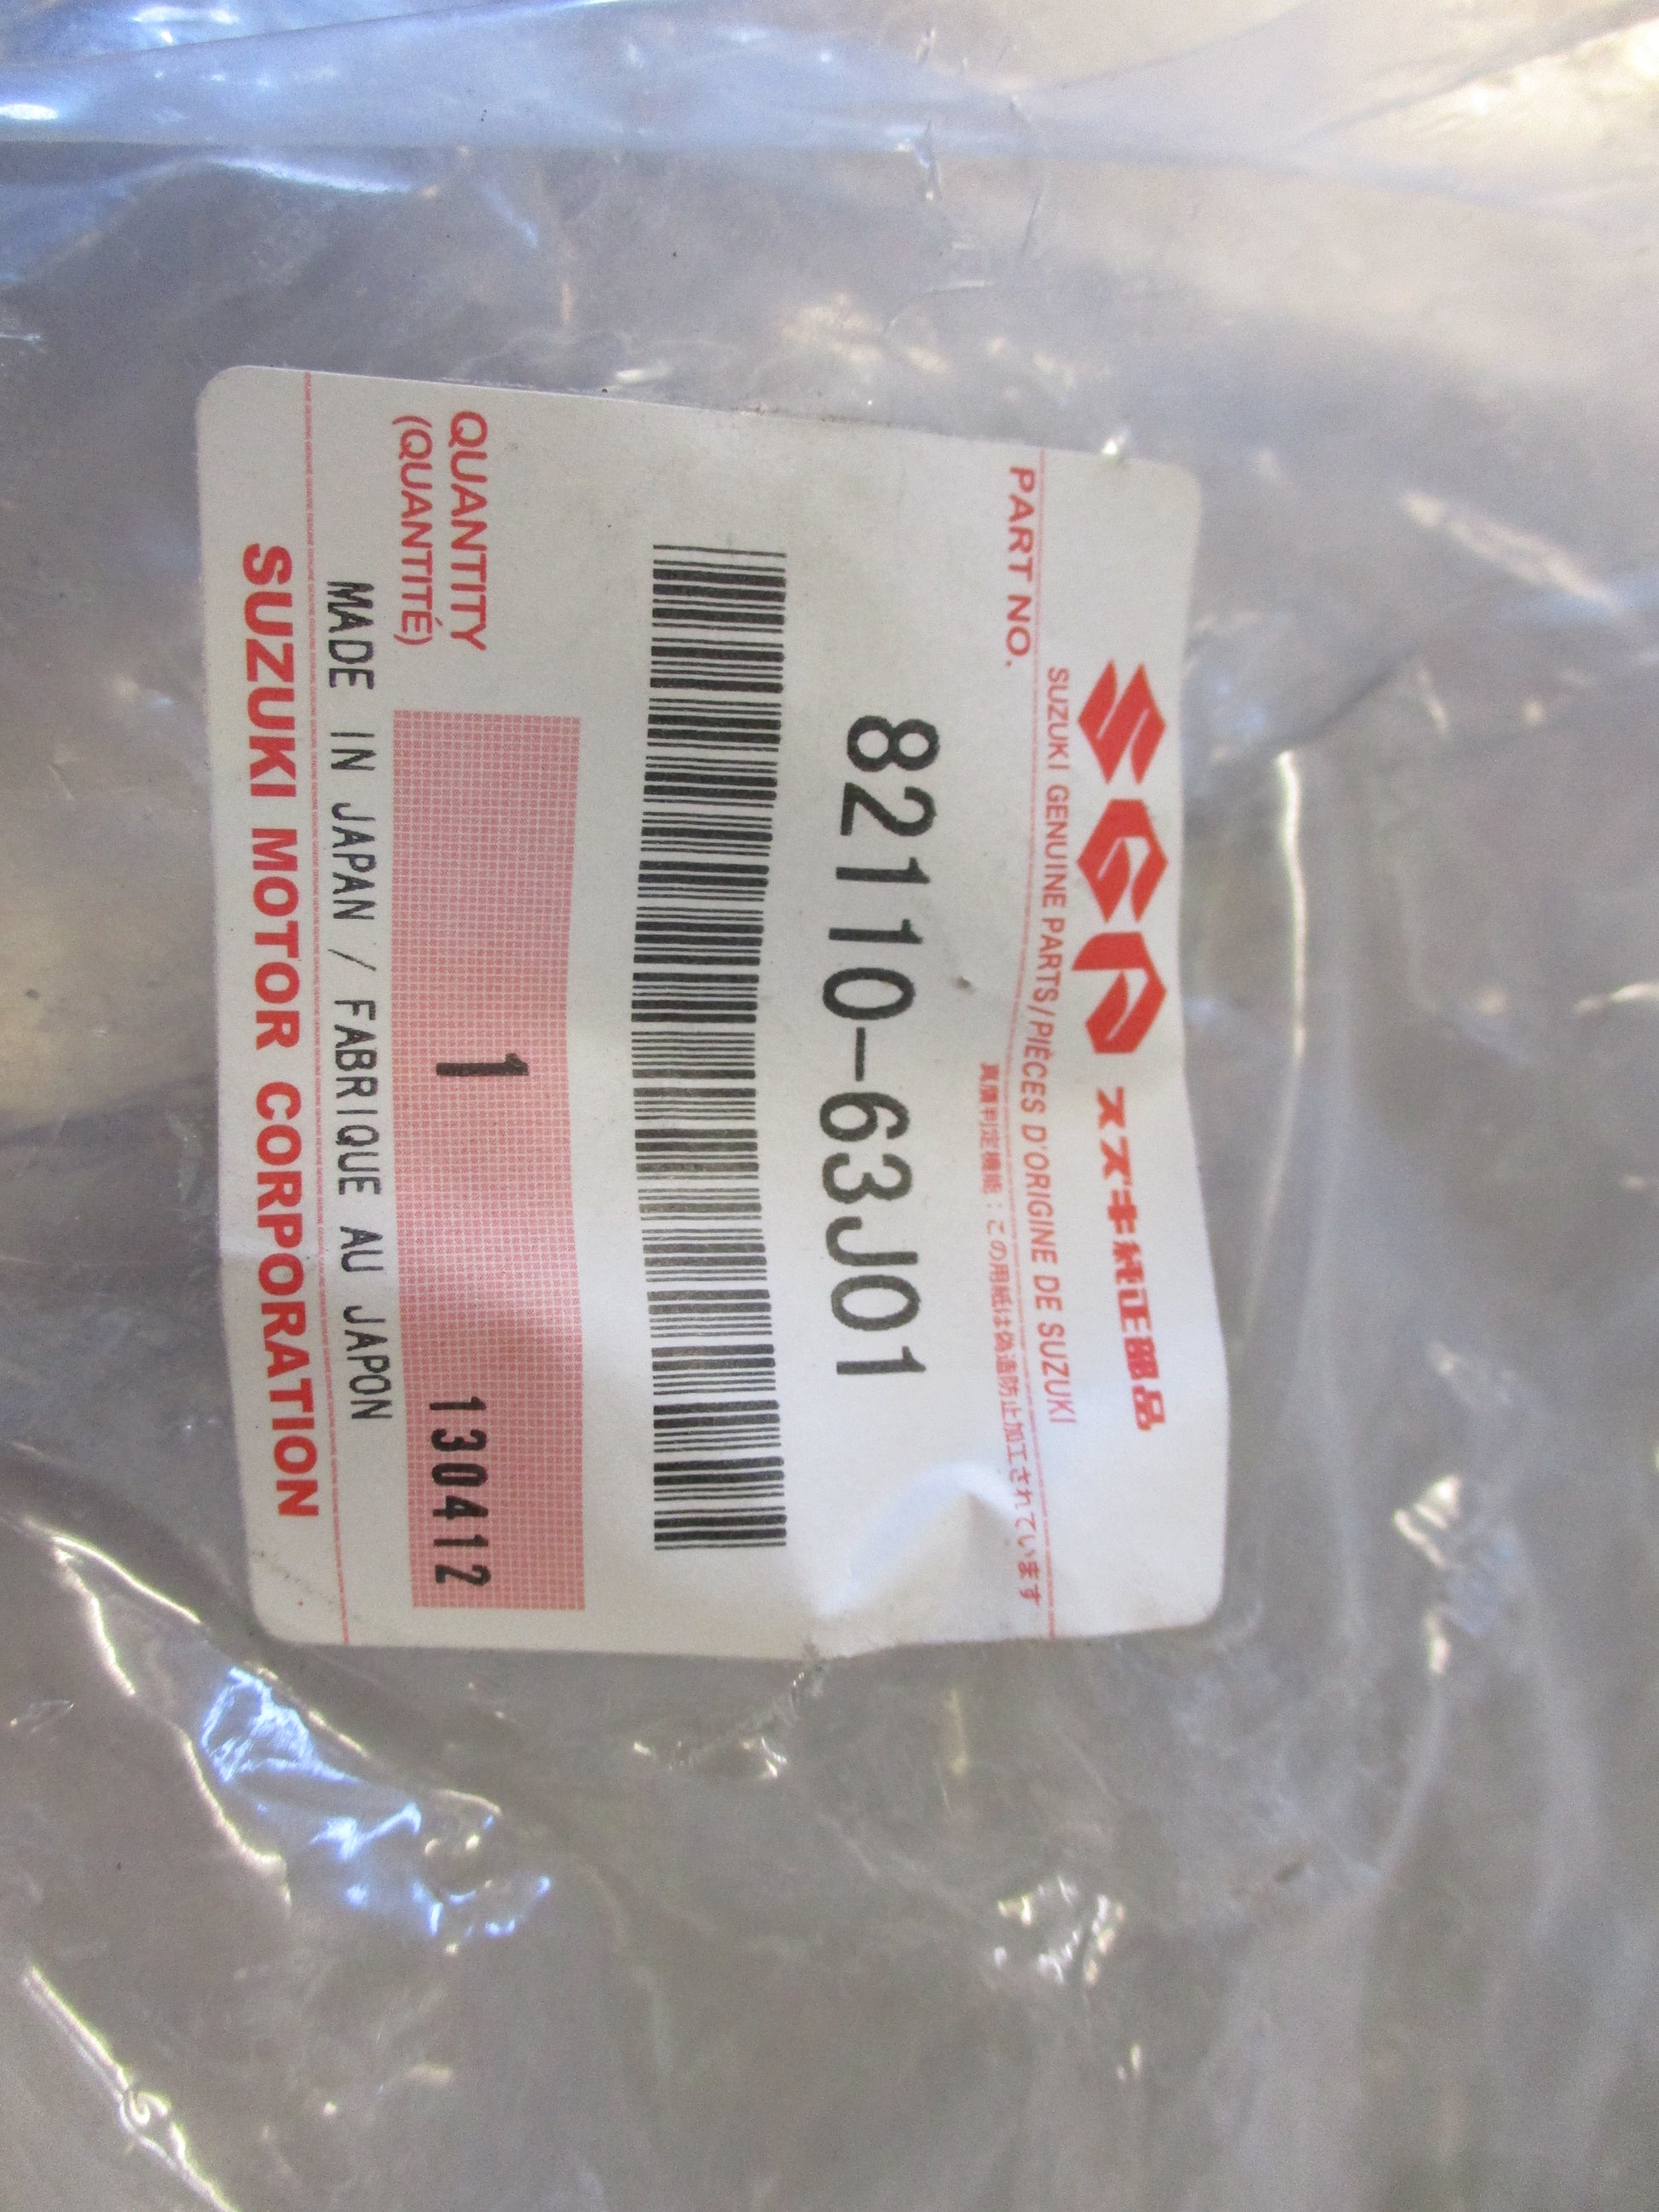 SGP スズキ純正部品
SUZUKI GENUINE PARTS/PIÈCES D'ORIGINE DE SUZUKI
PART NO.
真贋判定機能：この用紙は偽造防止加工されています
82110-63J01
QUANTITY
(QUANTITÉ)
1
130412
MADE IN JAPAN / FABRIQUE AU JAPON
SUZUKI MOTOR CORPORATION